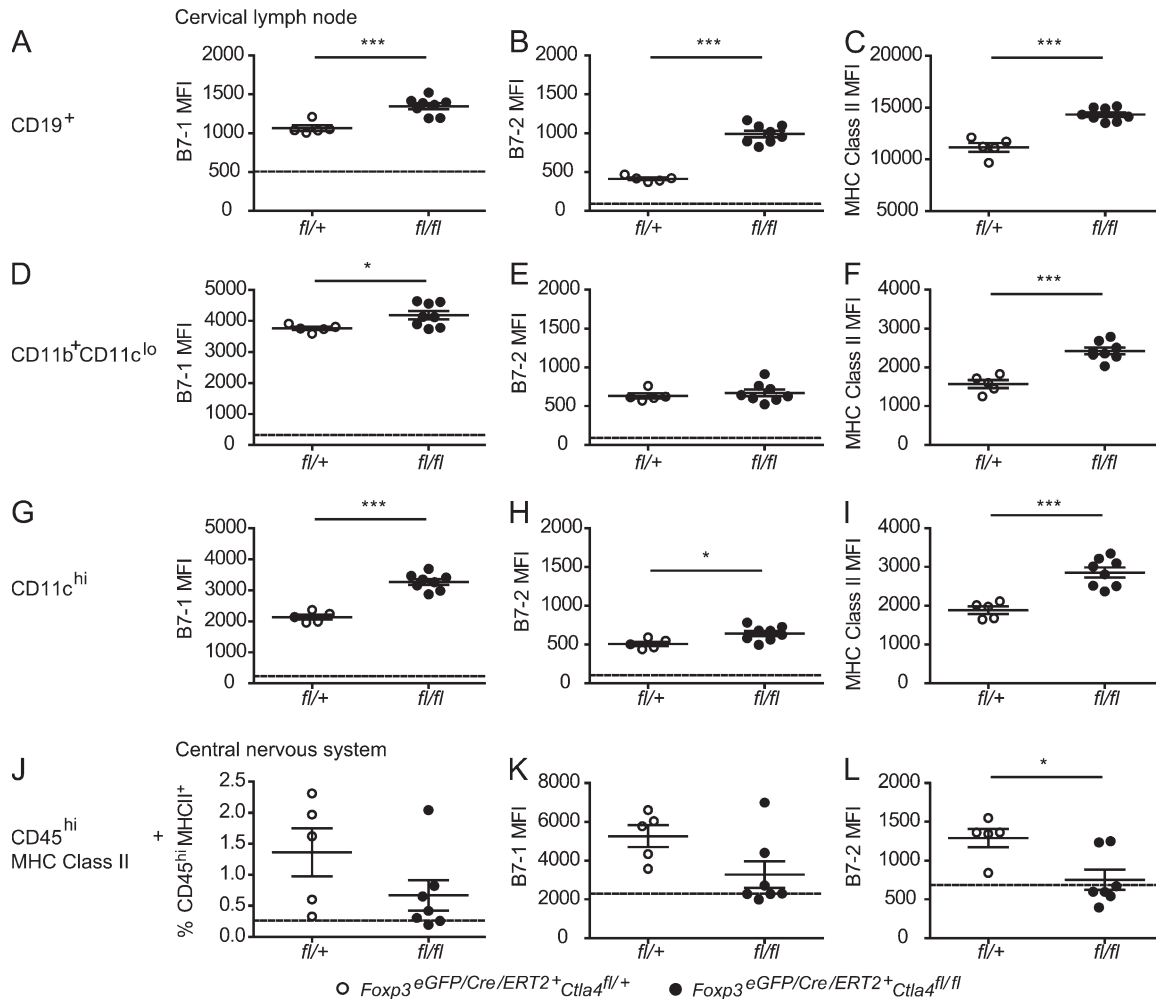 Cervical lymph node
A
B
C
CD19+
B7-1 MFI
2000
1500
1000
500
0
***
fl/+ fl/fl
B7-2 MFI
2000
1500
1000
500
0
***
fl/+ fl/fl
MHC Class II MFI
20000
15000
10000
5000
***
fl/+ fl/fl
D
E
F
CD11b+CD11clo
B7-1 MFI
5000
4000
3000
2000
1000
0
*
fl/+ fl/fl
B7-2 MFI
2000
1500
1000
500
0
fl/+ fl/fl
MHC Class II MFI
4000
3000
2000
1000
0
***
fl/+ fl/fl
G
H
I
CD11chi
B7-1 MFI
5000
4000
3000
2000
1000
0
***
fl/+ fl/fl
B7-2 MFI
2000
1500
1000
500
0
*
fl/+ fl/fl
MHC Class II MFI
4000
3000
2000
1000
0
***
fl/+ fl/fl
Central nervous system
J
K
L
CD45hi +
MHC Class II
% CD45hiMHCII+
2.5
2.0
1.5
1.0
0.5
0.0
fl/+ fl/fl
B7-1 MFI
8000
6000
4000
2000
0
fl/+ fl/fl
B7-2 MFI
2000
1500
1000
500
0
*
fl/+ fl/fl
Foxp3eGFP/Cre/ERT2+Ctla4fl/+ Foxp3eGFP/Cre/ERT2+Ctla4fl/fl